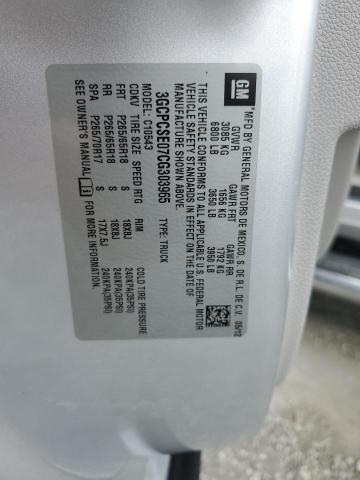 GM
*MFD BY GENERAL MOTORS DE MEXICO, S. DE R.L. DE C.V. 05/12
GVWR GAWR FRT GAWR RR
3085 KG 1656 KG 1792 KG
6800 LB 3650 LB 3950 LB
THIS VEHICLE CONFORMS TO ALL APPLICABLE U.S. FEDERAL MOTOR
VEHICLE SAFETY STANDARDS IN EFFECT ON THE DATE OF
MANUFACTURE SHOWN ABOVE.
3GCPCSE07CG303965 TYPE: TRUCK
MODEL: C10543
CDKV TIRE SIZE SPEED RTG RIM COLD TIRE PRESSURE
FRT P265/65R18 S 18X8J 240KPA(35PSI)
RR P265/65R18 S 18X8J 240KPA(35PSI)
SPA P265/70R17 S 17X7.5J 240KPA(35PSI)
SEE OWNER'S MANUAL FOR MORE INFORMATION.